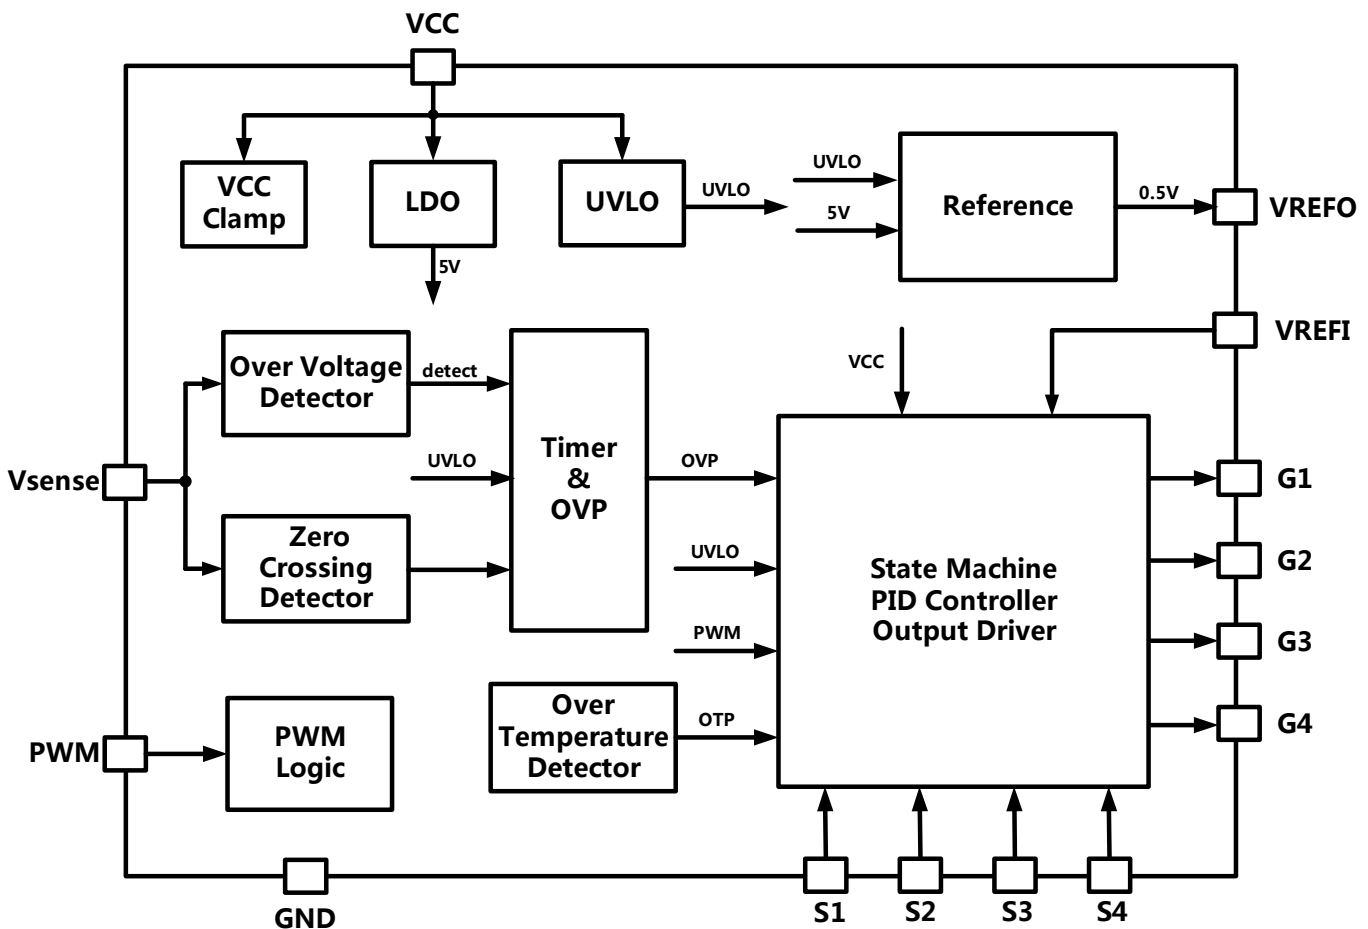 VCC
VCC
Clamp
LDO
UVLO
UVLO
UVLO
5V
Reference
0.5V
VREFO
5V
VREFI
VCC
Over Voltage
Detector
detect
Timer
&
OVP
UVLO
OVP
Vsense
Zero
Crossing
Detector
G1
G2
G3
G4
UVLO
PWM
State Machine
PID Controller
Output Driver
PWM
PWM
Logic
Over
Temperature
Detector
OTP
GND
S1
S2
S3
S4